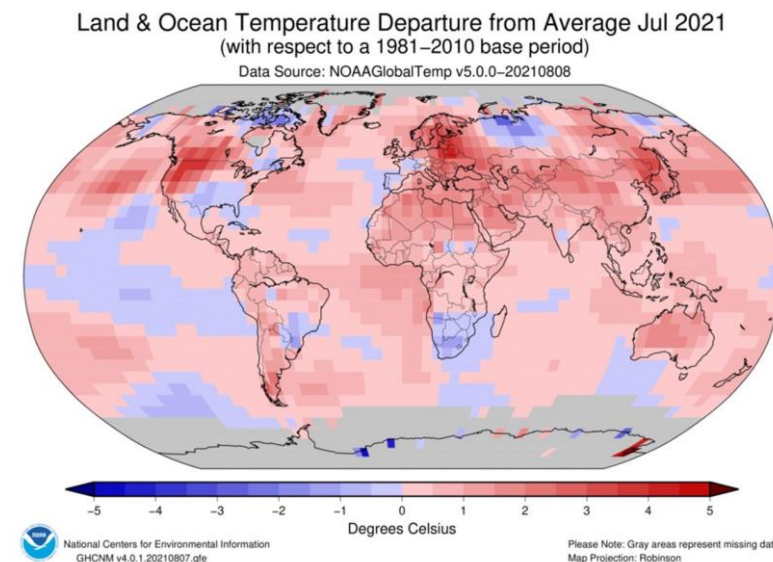 Land & Ocean Temperature Departure from Average Jul 2021
(with respect to a 1981–2010 base period)
Data Source: NOAAGlobalTemp v5.0.0–20210808
−5 −4 −3 −2 −1 0 1 2 3 4 5
Degrees Celsius
National Centers for Environmental Information
GHCNM v4.0.1.20210807.qfe
Please Note: Gray areas represent missing dat
Map Projection: Robinson